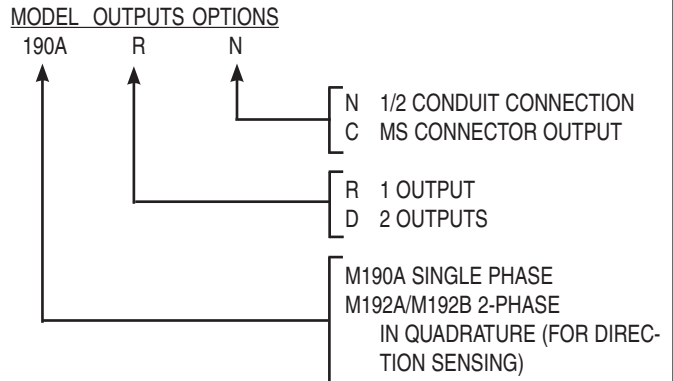 MODEL OUTPUTS OPTIONS
190A R N
N 1/2 CONDUIT CONNECTION
C MS CONNECTOR OUTPUT
R 1 OUTPUT
D 2 OUTPUTS
M190A SINGLE PHASE
M192A/M192B 2-PHASE
IN QUADRATURE (FOR DIREC-
TION SENSING)